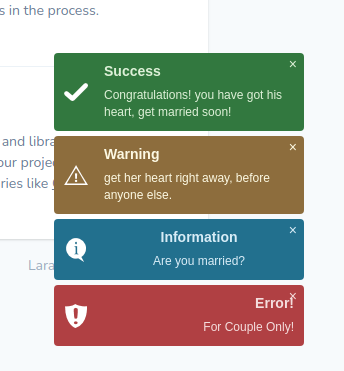 s in the process.
Success
×
Congratulations! you have got his
heart, get married soon!
and libra
Warning
×
our proje
get her heart right away, before
ries like
anyone else.
Information
×
Are you married?
Lara
Error!
×
For Couple Only!